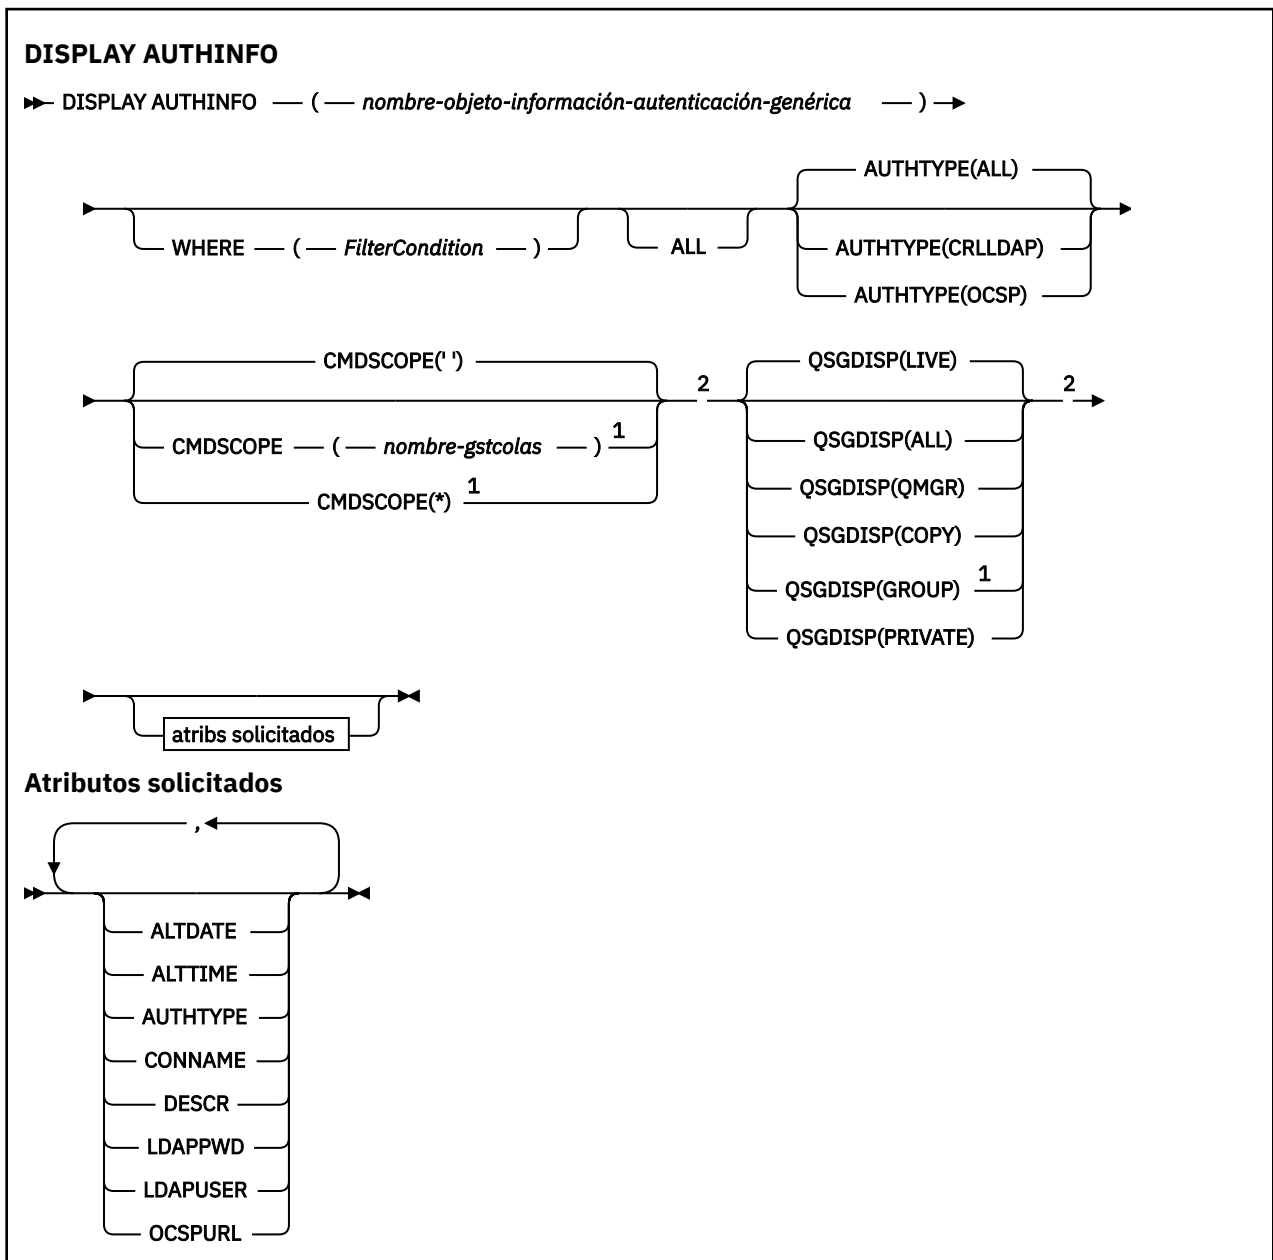 DISPLAY AUTHINFO
DISPLAY AUTHINFO ( nombre-objeto-información-autenticación-genérica )
AUTHTYPE(ALL)
WHERE ( FilterCondition ) ALL AUTHTYPE(CRLLDAP)
AUTHTYPE(OCSP)
CMDSCOPE(' ') 2 QSGDISP(LIVE) 2
CMDSCOPE ( nombre-gstcolas ) 1 QSGDISP(ALL)
CMDSCOPE(*) 1 QSGDISP(QMGR)
QSGDISP(COPY)
QSGDISP(GROUP) 1
QSGDISP(PRIVATE)
atribs solicitados
Atributos solicitados
,
ALTDATE
ALTTIME
AUTHTYPE
CONNAME
DESCR
LDAPPWD
LDAPUSER
OCSPURL